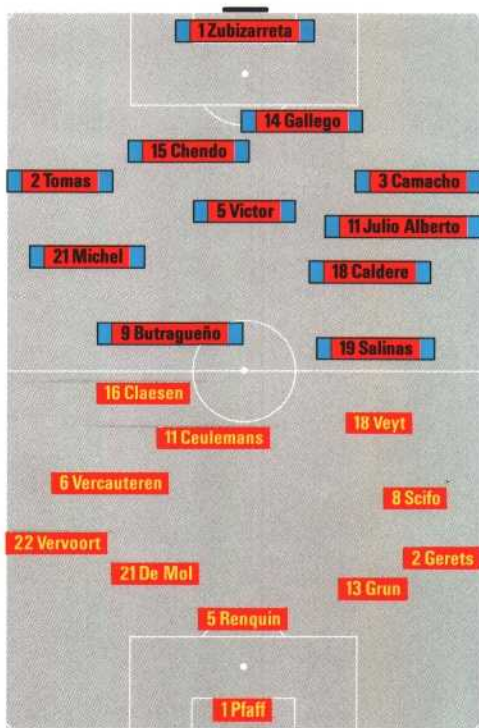 1 Zubizarreta
14 Gallego
15 Chendo
2 Tomas
3 Camacho
5 Victor
11 Julio Alberto
21 Michel
18 Caldere
9 Butragueño
19 Salinas
16 Claesen
18 Veyt
11 Ceulemans
6 Vercauteren
8 Scifo
22 Vervoort
2 Gerets
21 De Mol
13 Grun
5 Renquin
1 Pfaff